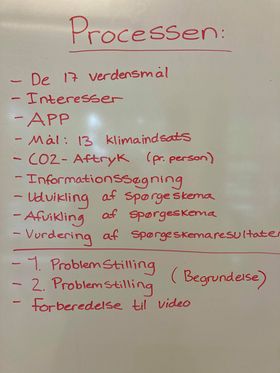 Processen:
- De 17 verdensmål
- Interesser
- APP
- Mål: 13 klimaindsats
- CO2-Aftryk (pr. person)
- Informationssøgning
- Udvikling af spørgeskema
- Afvikling af spørgeskema
- Vurdering af spørgeskemaresultater
- 1. Problemstilling
- 2. Problemstilling (Begrundelse)
- Forberedelse til video